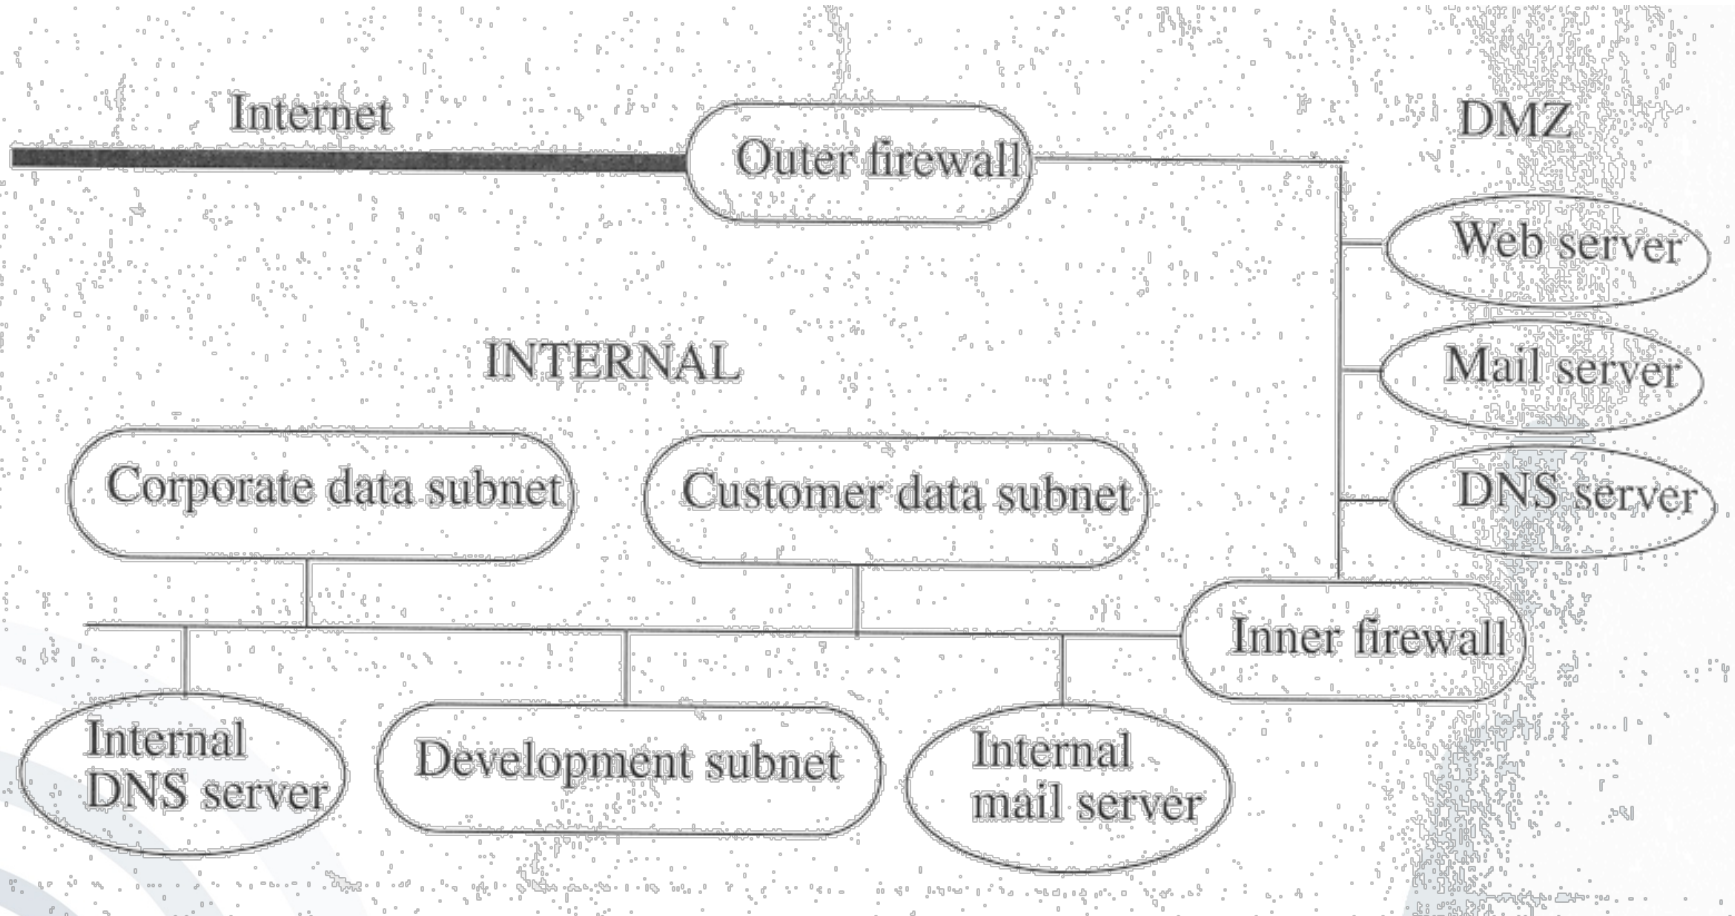 Internet
Outer firewall
DMZ
Web server
INTERNAL
Mail server
Corporate data subnet
Customer data subnet
DNS server
Inner firewall
Internal
DNS server
Development subnet
Internal
mail server